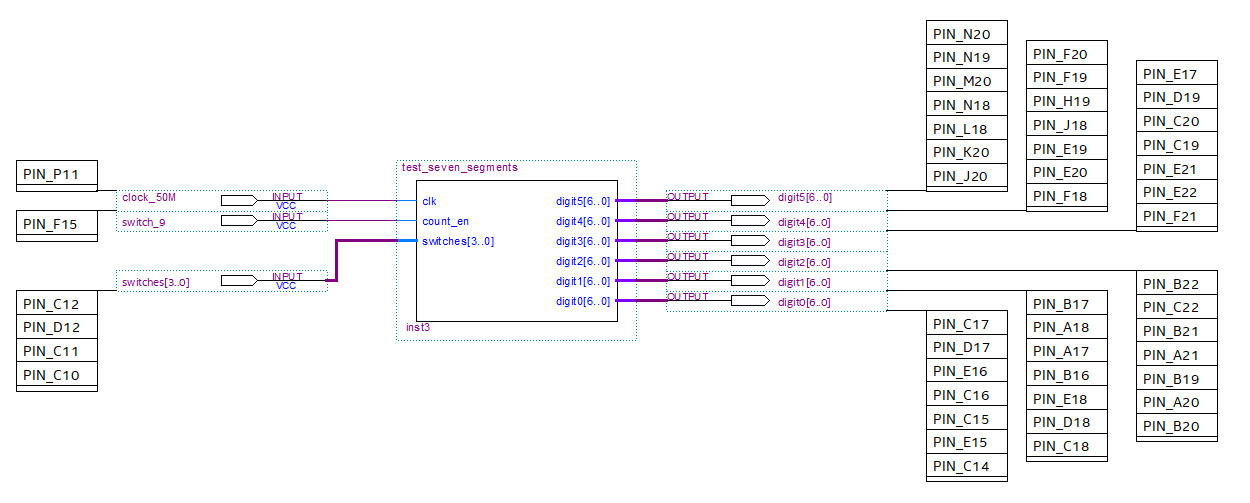 PIN_N20
PIN_N19
PIN_M20
PIN_N18
PIN_L18
PIN_K20
PIN_J20
PIN_F20
PIN_F19
PIN_H19
PIN_J18
PIN_E19
PIN_E20
PIN_F18
PIN_E17
PIN_D19
PIN_C20
PIN_C19
PIN_E21
PIN_E22
PIN_F21
PIN_P11
PIN_F15
clock_50M
INPUT
VCC
switch_9
INPUT
VCC
switches[3..0]
INPUT
VCC
PIN_C12
PIN_D12
PIN_C11
PIN_C10
test_seven_segments
clk
count_en
switches[3..0]
digit5[6..0]
digit4[6..0]
digit3[6..0]
digit2[6..0]
digit1[6..0]
digit0[6..0]
inst3
OUTPUT
digit5[6..0]
OUTPUT
digit4[6..0]
OUTPUT
digit3[6..0]
OUTPUT
digit2[6..0]
OUTPUT
digit1[6..0]
OUTPUT
digit0[6..0]
PIN_C17
PIN_D17
PIN_E16
PIN_C16
PIN_C15
PIN_E15
PIN_C14
PIN_B17
PIN_A18
PIN_A17
PIN_B16
PIN_E18
PIN_D18
PIN_C18
PIN_B22
PIN_C22
PIN_B21
PIN_A21
PIN_B19
PIN_A20
PIN_B20